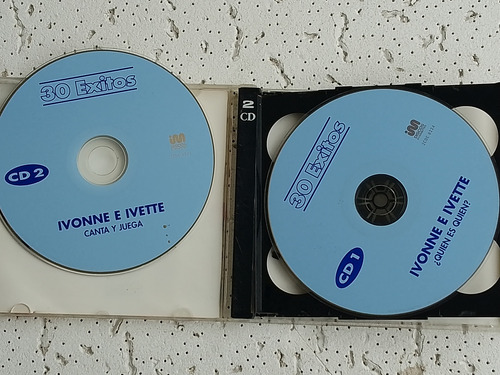 30 Exitos
CD 2
IVONNE E IVETTE
CANTA Y JUEGA
2
CD
30 Exitos
CD 1
IVONNE E IVETTE
¿QUIEN ES QUIEN?